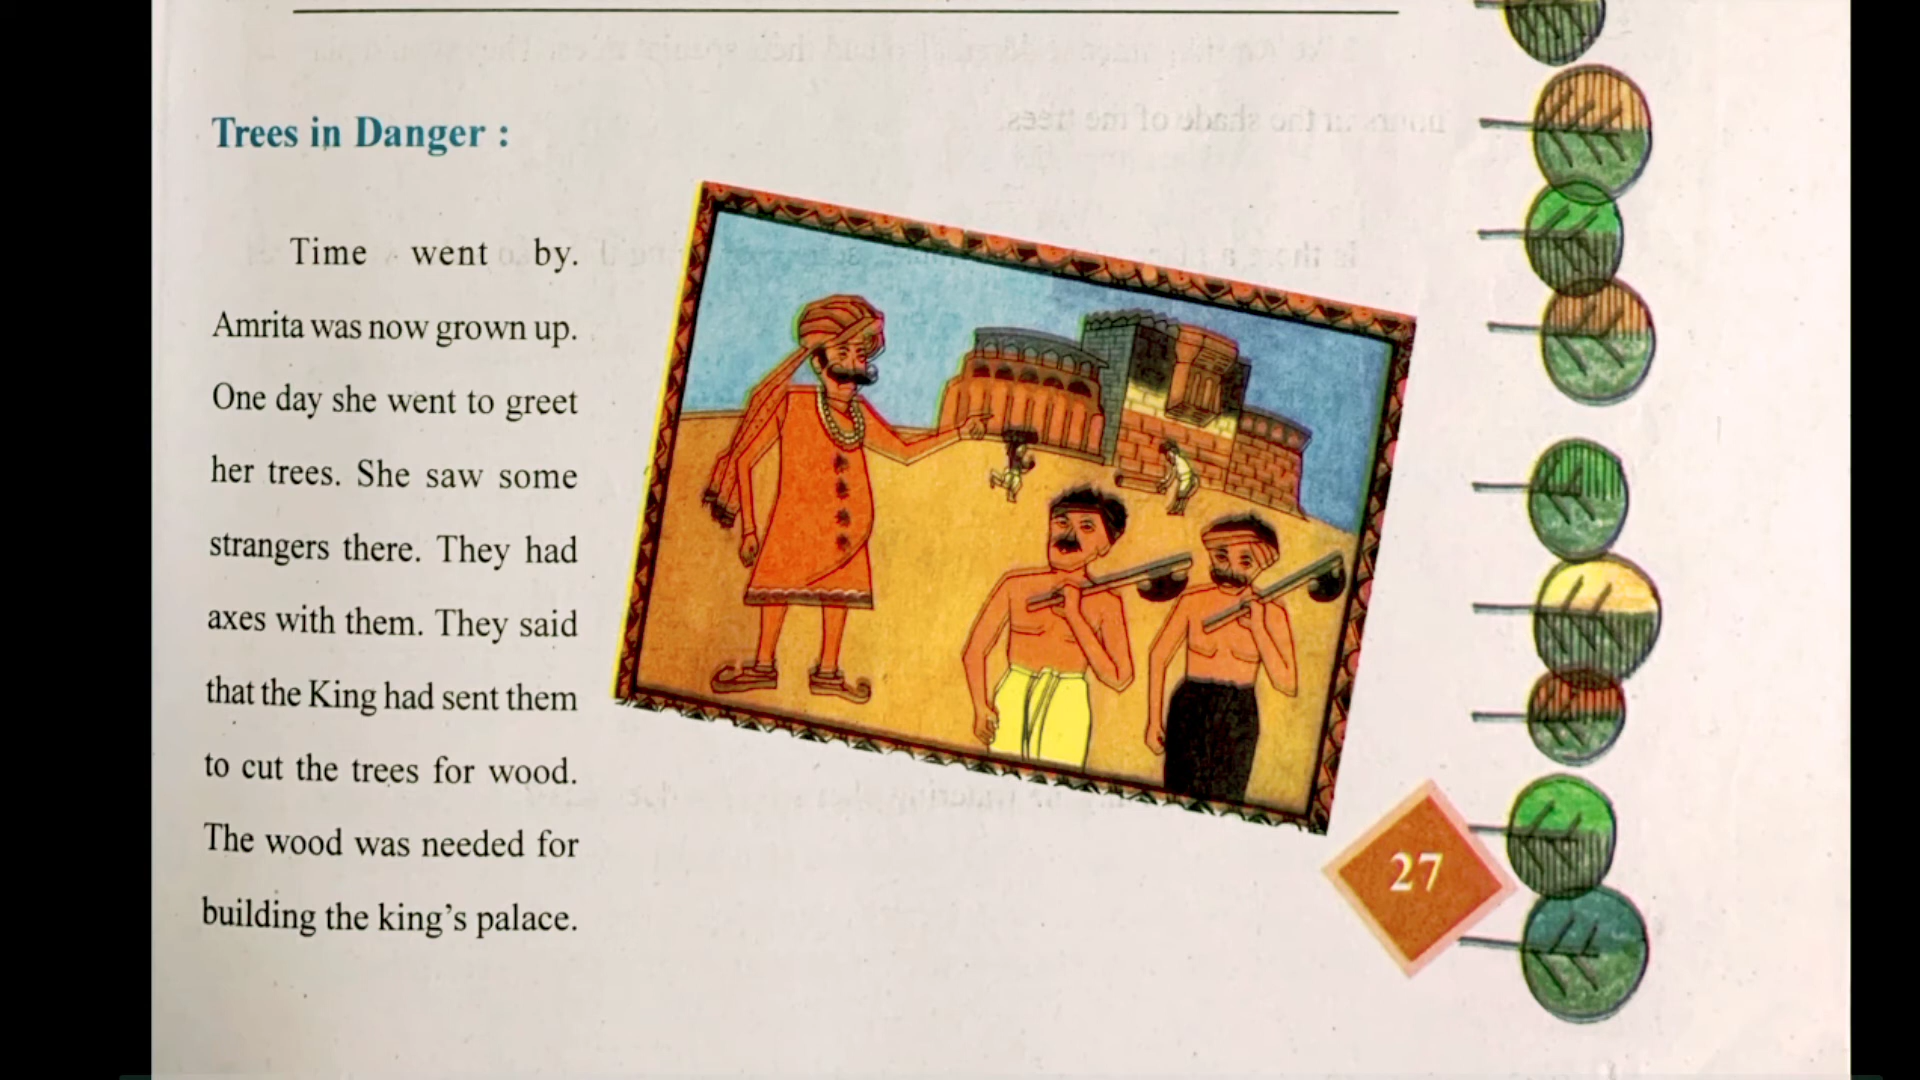 Trees in Danger :
Time went by.
Amrita was now grown up.
One day she went to greet
her trees. She saw some
strangers there. They had
axes with them. They said
that the King had sent them
to cut the trees for wood.
The wood was needed for
building the king's palace.
27